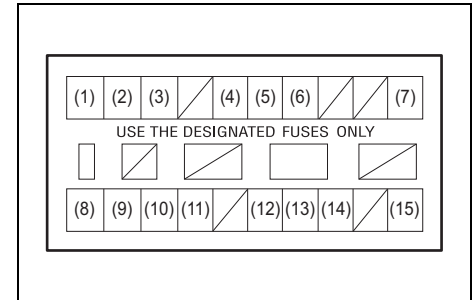 (1) (2) (3) (4) (5) (6) (7)
USE THE DESIGNATED FUSES ONLY
(8) (9) (10) (11) (12) (13) (14) (15)